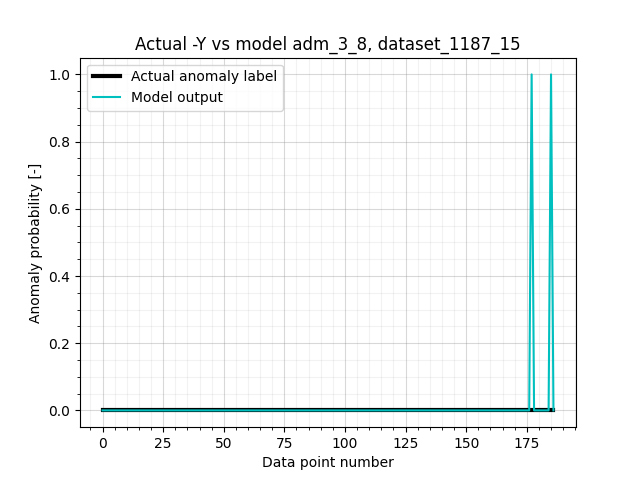 Actual -Y vs model adm_3_8, dataset_1187_15
Actual anomaly label
Model output
Anomaly probability [-]
1.0
0.8
0.6
0.4
0.2
0.0
0 25 50 75 100 125 150 175
Data point number